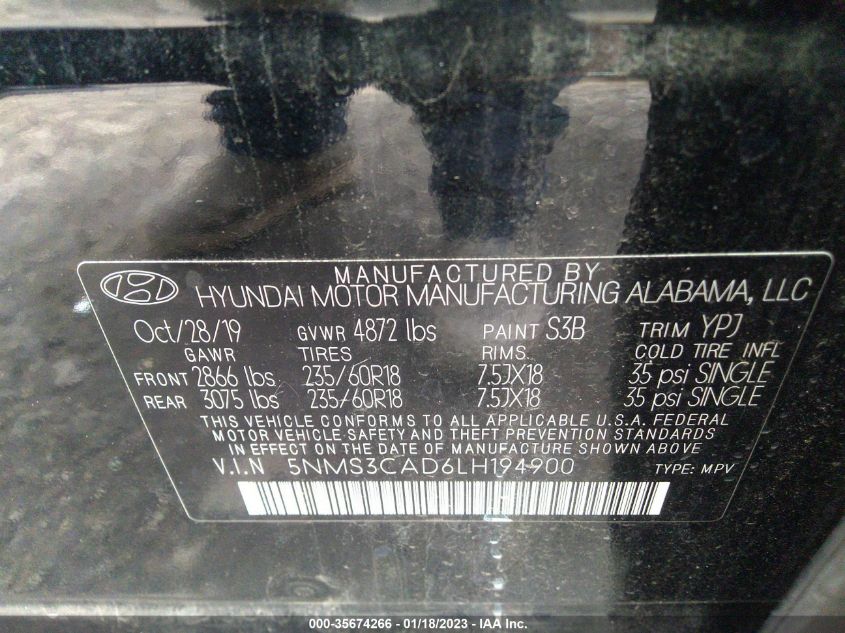 MANUFACTURED BY
HYUNDAI MOTOR MANUFACTURING ALABAMA, LLC
Oct/28/19 GVWR 4872 lbs PAINT S3B TRIM YPJ
GAWR TIRES RIMS. COLD TIRE INFL
FRONT 2866 lbs 235/60R18 7.5JX18 35 psi SINGLE
REAR 3075 lbs 235/60R18 7.5JX18 35 psi SINGLE
THIS VEHICLE CONFORMS TO ALL APPLICABLE U.S.A. FEDERAL
MOTOR VEHICLE SAFETY AND THEFT PREVENTION STANDARDS
IN EFFECT ON THE DATE OF MANUFACTURE SHOWN ABOVE
V.I.N 5NMS3CAD6LH194900 TYPE: MPV
000-35674266 - 01/18/2023 - IAA Inc.